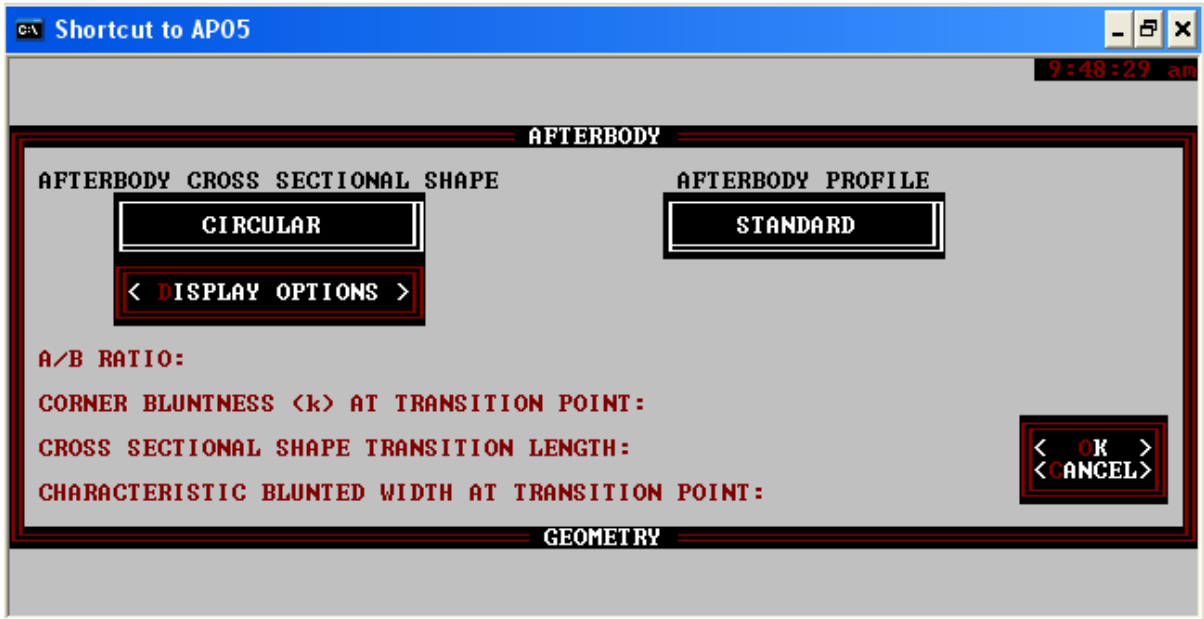 Shortcut to AP05
9:48:29 am
AFTERBODY
AFTERBODY CROSS SECTIONAL SHAPE AFTERBODY PROFILE
CIRCULAR STANDARD
< DISPLAY OPTIONS >
A/B RATIO:
CORNER BLUNTNESS (k) AT TRANSITION POINT:
CROSS SECTIONAL SHAPE TRANSITION LENGTH:
< OK >
<CANCEL>
CHARACTERISTIC BLUNTED WIDTH AT TRANSITION POINT:
GEOMETRY